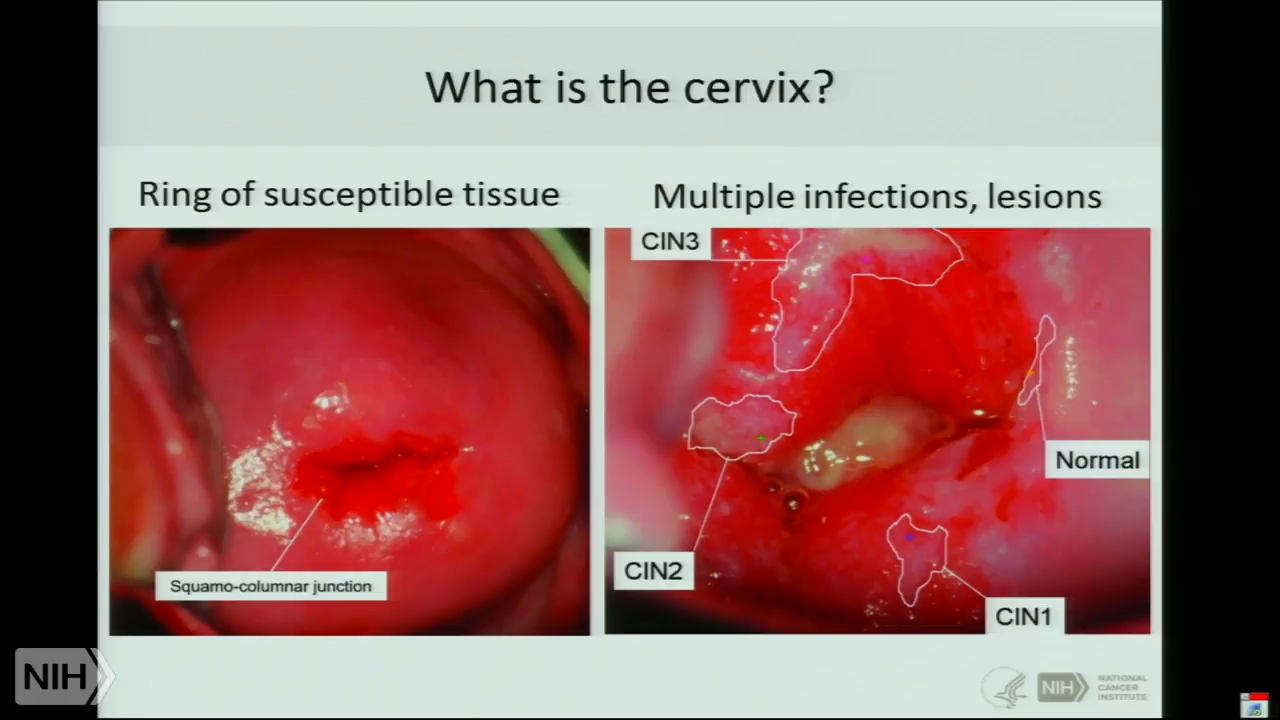 What is the cervix?
Ring of susceptible tissue
Multiple infections, lesions
Squamo-columnar junction
CIN3
CIN2
Normal
CIN1
NIH
NIH
NATIONAL
CANCER
INSTITUTE